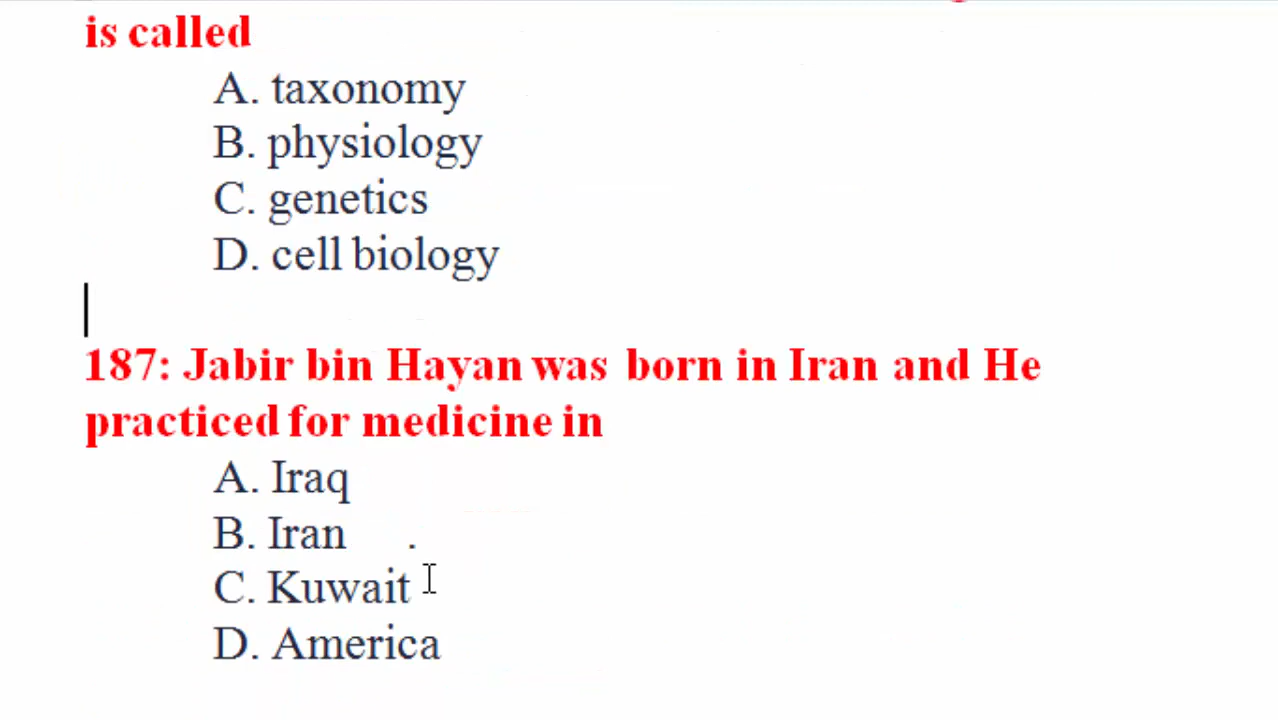 is called
A. taxonomy
B. physiology
C. genetics
D. cell biology
187: Jabir bin Hayan was born in Iran and He
practiced for medicine in
A. Iraq
B. Iran .
C. Kuwait
D. America